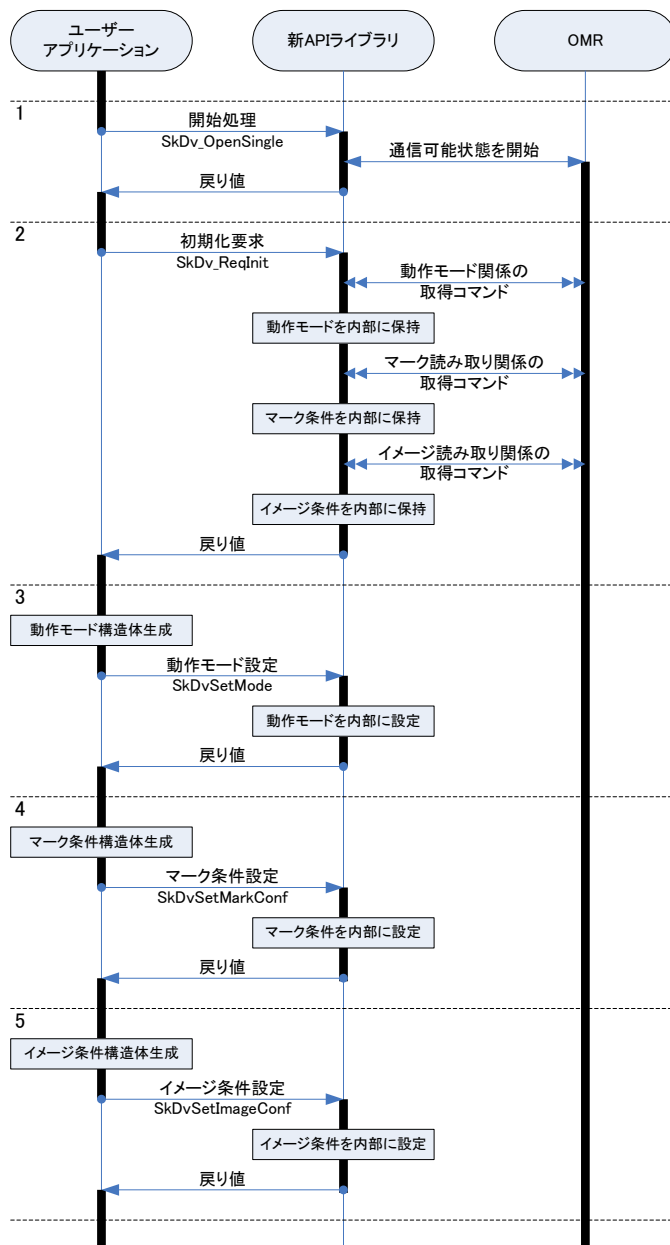 ユーザー
アプリケーション
新APIライブラリ
OMR
1
開始処理
SkDv_OpenSingle
通信可能状態を開始
戻り値
2
初期化要求
SkDv_ReqInit
動作モード関係の
取得コマンド
動作モードを内部に保持
マーク読み取り関係の
取得コマンド
マーク条件を内部に保持
イメージ読み取り関係の
取得コマンド
イメージ条件を内部に保持
戻り値
3
動作モード構造体生成
動作モード設定
SkDvSetMode
動作モードを内部に設定
戻り値
4
マーク条件構造体生成
マーク条件設定
SkDvSetMarkConf
マーク条件を内部に設定
戻り値
5
イメージ条件構造体生成
イメージ条件設定
SkDvSetImageConf
イメージ条件を内部に設定
戻り値